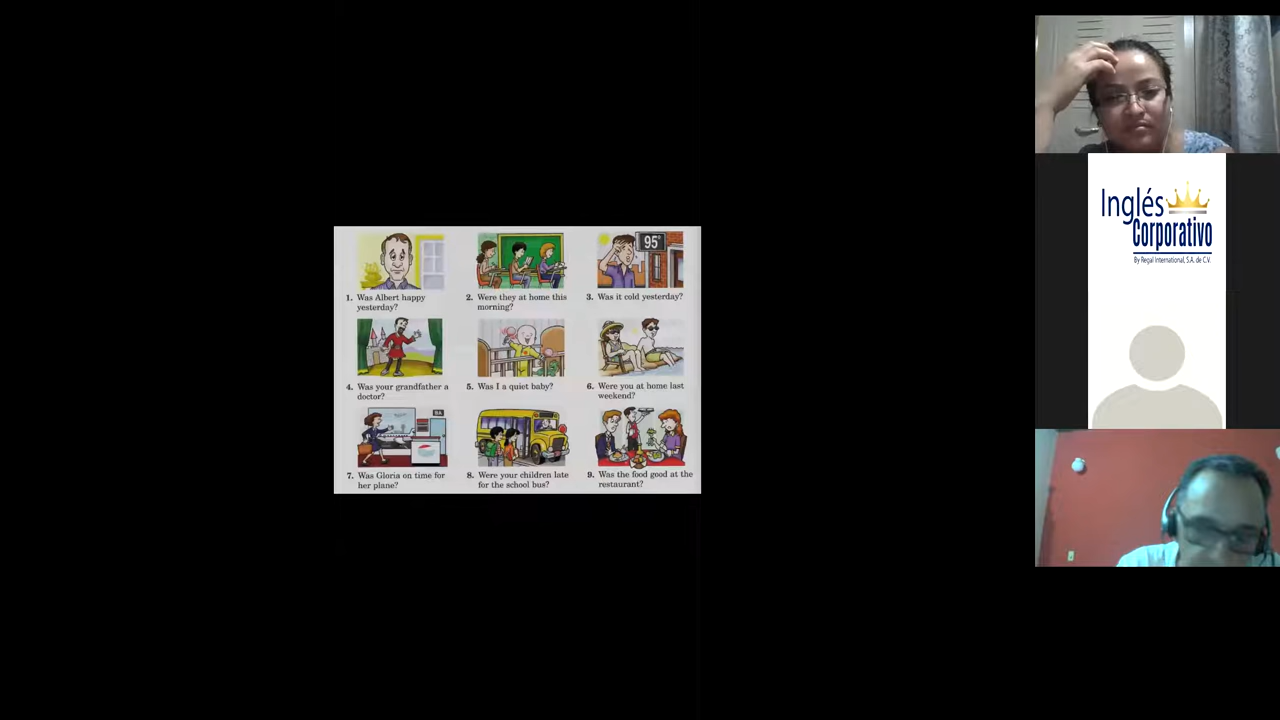 95°
1. Was Albert happy
yesterday?
2. Were they at home this
morning?
3. Was it cold yesterday?
4. Was your grandfather a
doctor?
5. Was I a quiet baby?
6. Were you at home last
weekend?
7. Was Gloria on time for
her plane?
8. Were your children late
for the school bus?
9. Was the food good at the
restaurant?
Inglés
Corporativo
By Regal International, S.A. de C.V.